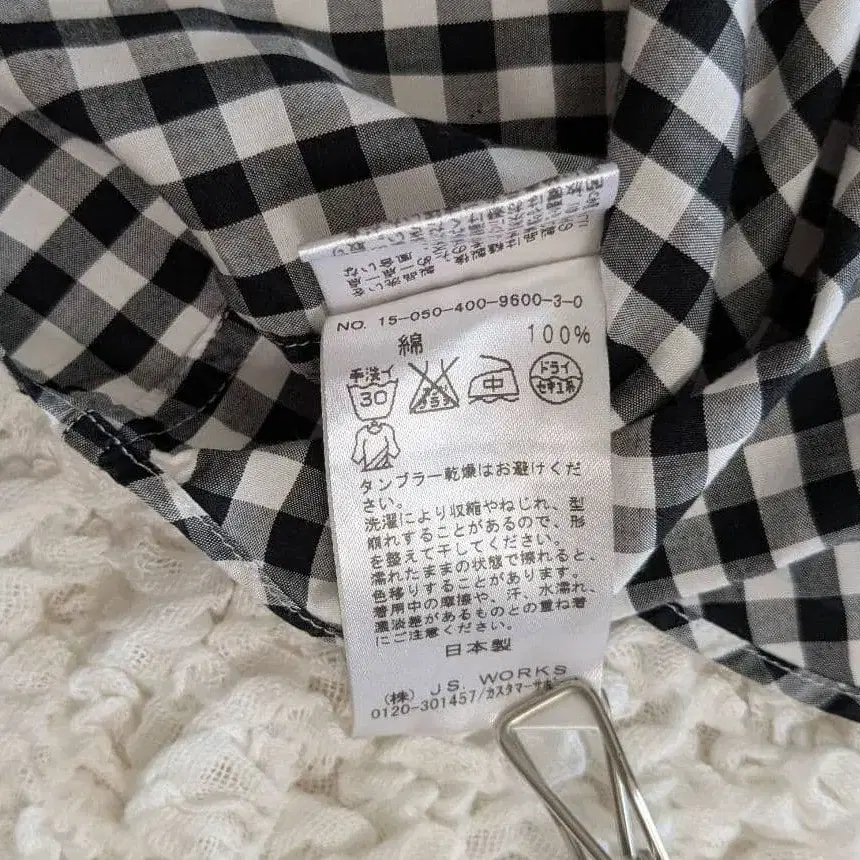 NO. 15-050-400-9600-3-0
綿 100%
手洗イ
30
中
ドライ
セキユ系
タンブラー乾燥はお避けくだ
さい。
洗濯により収縮やねじれ、型
崩れすることがあるので、形
を整えて干してください。
濡れたままの状態で擦れると、
色移りすることがあります。
着用中の摩擦や、汗、水濡れ、
濃淡差があるものとの重ね着
にご注意ください。
日本製
(株) J.S. WORKS
0120-301457/カスタマーサ